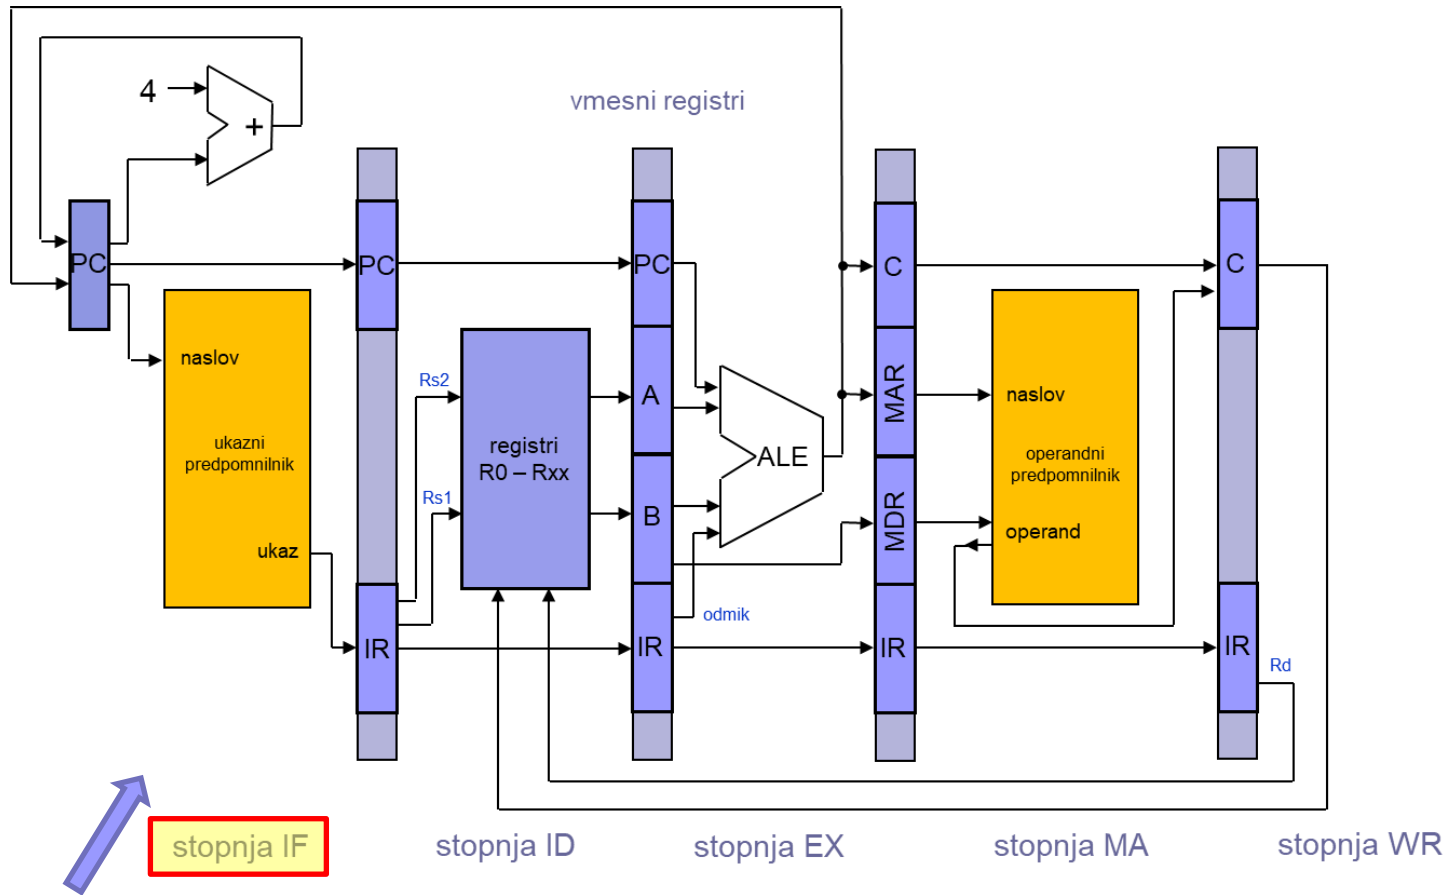 4
+
vmesni registri
PC
PC
PC
C
C
naslov
ukazni
predpomnilnik
ukaz
Rs2
Rs1
registri
R0 – Rxx
A
B
ALE
MAR
MDR
naslov
operandni
predpomnilnik
operand
odmik
IR
IR
IR
IR
Rd
stopnja IF
stopnja ID
stopnja EX
stopnja MA
stopnja WR